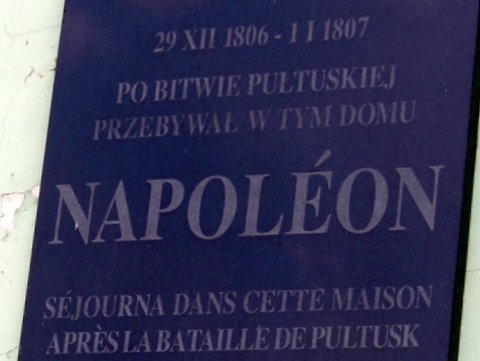 29 XII 1806 - 1 I 1807
PO BITWIE PUŁTUSKIEJ
PRZEBYWAŁ W TYM DOMU
NAPOLÉON
SÉJOURNA DANS CETTE MAISON
APRÈS LA BATAILLE DE PULTUSK